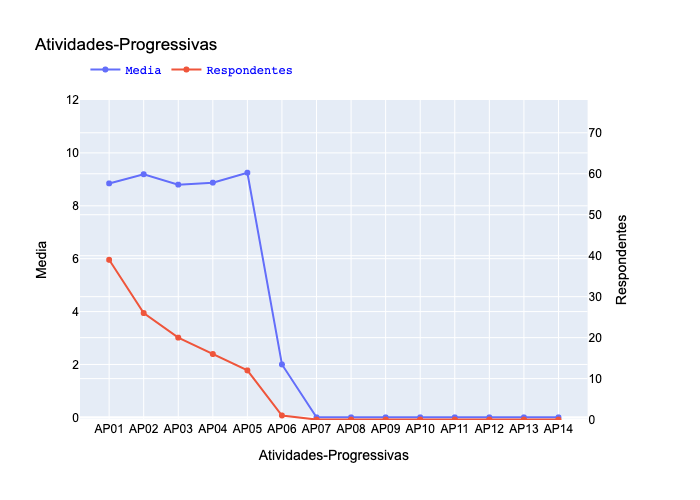 Atividades-Progressivas
Media Respondentes
12
10
8
6
4
2
0
Media
70
60
50
40
30
20
10
0
Respondentes
AP01 AP02 AP03 AP04 AP05 AP06 AP07 AP08 AP09 AP10 AP11 AP12 AP13 AP14
Atividades-Progressivas